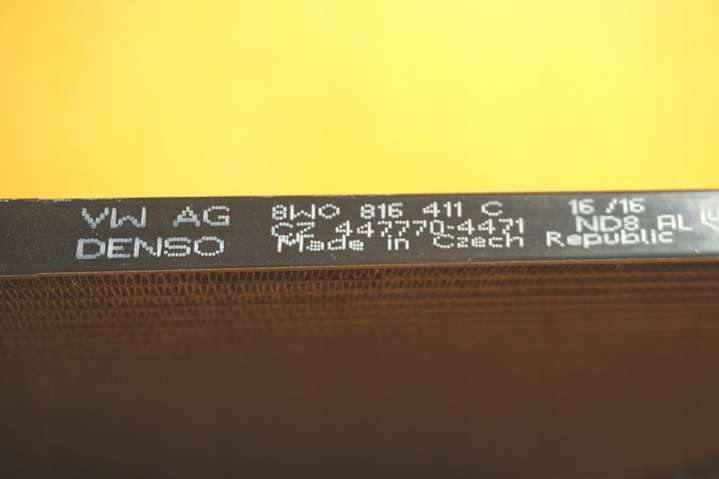 VW AG 8W0 816 411 C 16/16
CZ 447770-4471 ND8 AL
DENSO Made in Czech Republic